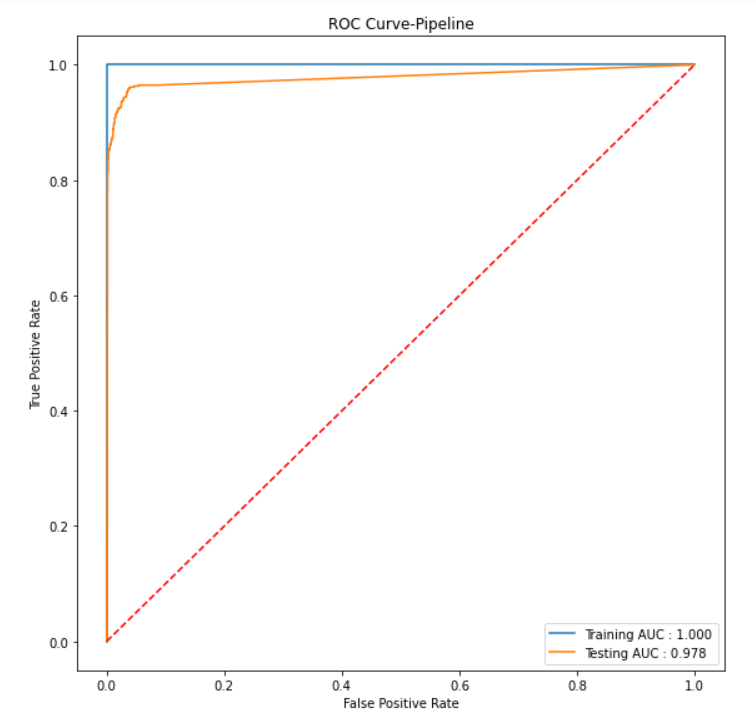 ROC Curve-Pipeline
1.0
0.8
0.6
0.4
0.2
0.0
True Positive Rate
0.0 0.2 0.4 0.6 0.8 1.0
False Positive Rate
Training AUC : 1.000
Testing AUC : 0.978